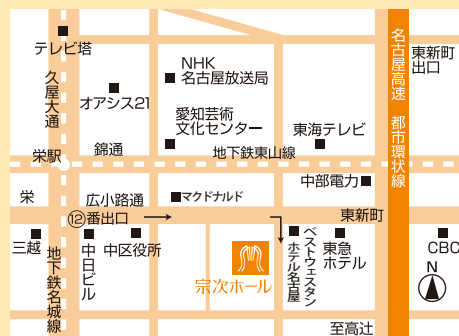 テレビ塔
久屋大通
オアシス21
NHK
名古屋放送局
愛知芸術
文化センター
東海テレビ
名古屋高速 都市環状線
東新町
出口
栄駅
錦通
地下鉄東山線
中部電力
栄
広小路通
マクドナルド
⑫番出口
東新町
三越
地下鉄名城線
中日ビル
中区役所
宗次ホール
ベストウェスタン
ホテル名古屋
東急
ホテル
CBC
N
至高辻